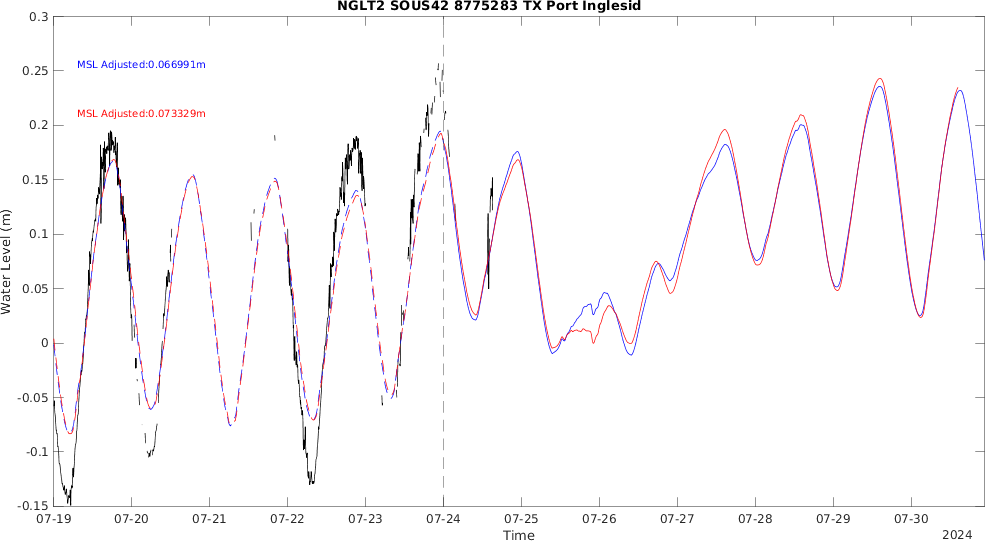 NGLT2 SOUS42 8775283 TX Port Inglesid
0.3
0.25
0.2
0.15
0.1
0.05
0
-0.05
-0.1
-0.15
Water Level (m)
MSL Adjusted:0.066991m
MSL Adjusted:0.073329m
07-19 07-20 07-21 07-22 07-23 07-24 07-25 07-26 07-27 07-28 07-29 07-30
Time
2024